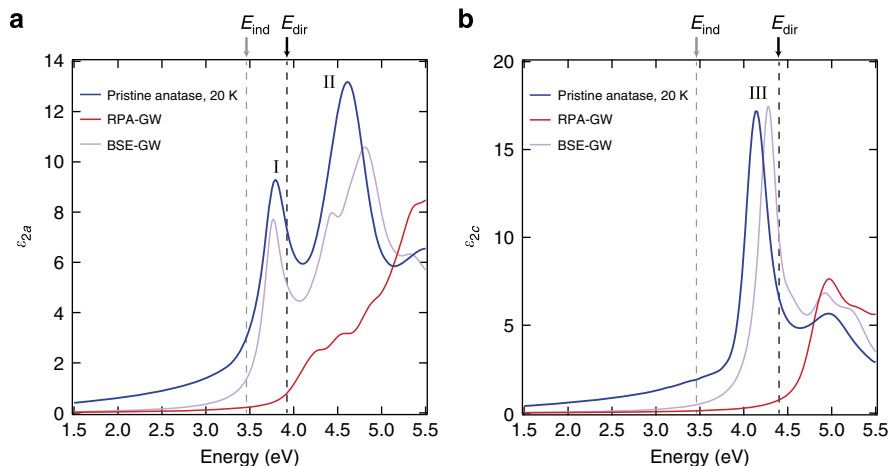 a
E_ind
E_dir
14
12
10
8
6
4
2
0
ε_2a
Pristine anatase, 20 K
RPA-GW
BSE-GW
I
II
1.5 2.0 2.5 3.0 3.5 4.0 4.5 5.0 5.5
Energy (eV)
b
E_ind
E_dir
20
15
10
5
0
ε_2c
Pristine anatase, 20 K
RPA-GW
BSE-GW
III
1.5 2.0 2.5 3.0 3.5 4.0 4.5 5.0 5.5
Energy (eV)